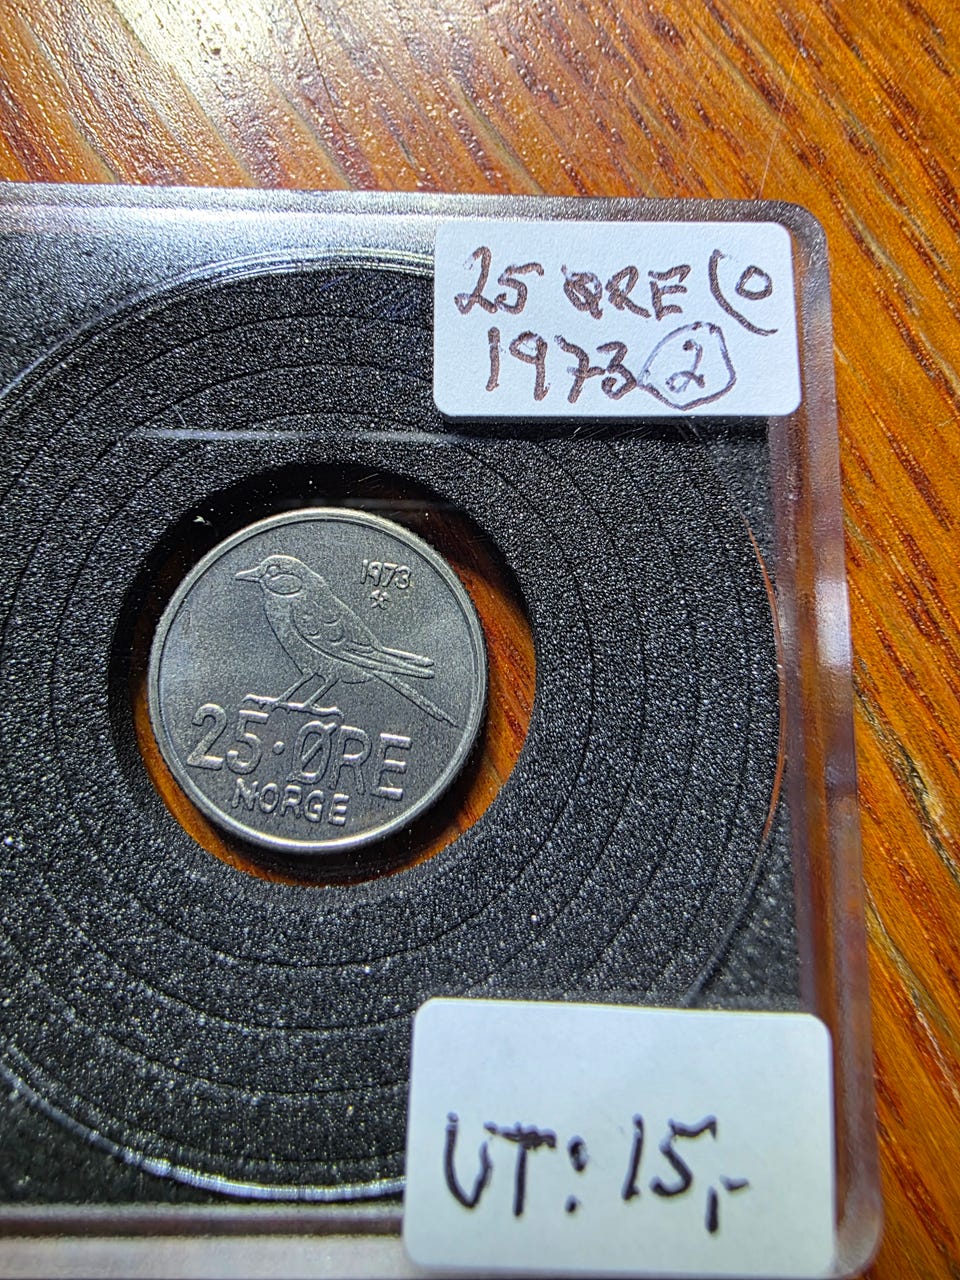 25 ØRE (0
1973 2
1973
25·ØRE
NORGE
UT: 15,-